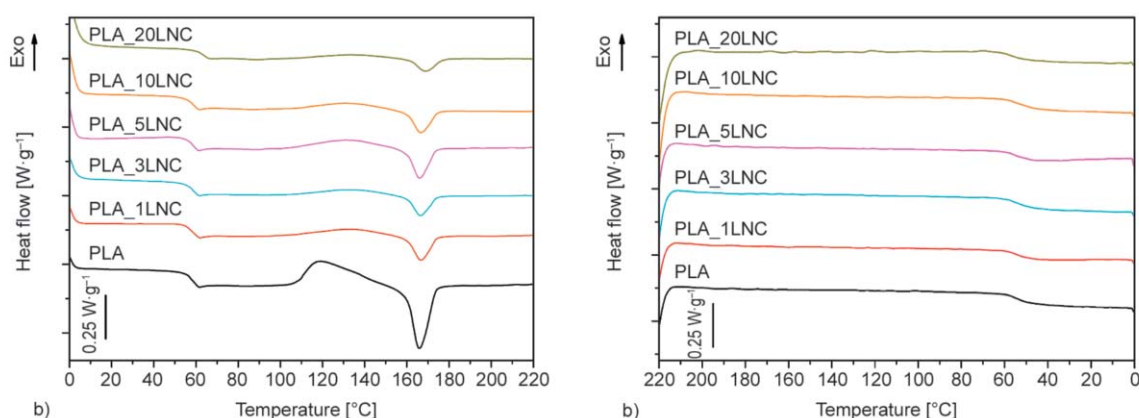 Exo
Heat flow [W·g⁻¹]
PLA_20LNC
PLA_10LNC
PLA_5LNC
PLA_3LNC
PLA_1LNC
PLA
0.25 W·g⁻¹
0 20 40 60 80 100 120 140 160 180 200 220
b) Temperature [°C]
Exo
Heat flow [W·g⁻¹]
PLA_20LNC
PLA_10LNC
PLA_5LNC
PLA_3LNC
PLA_1LNC
PLA
0.25 W·g⁻¹
220 200 180 160 140 120 100 80 60 40 20 0
b) Temperature [°C]